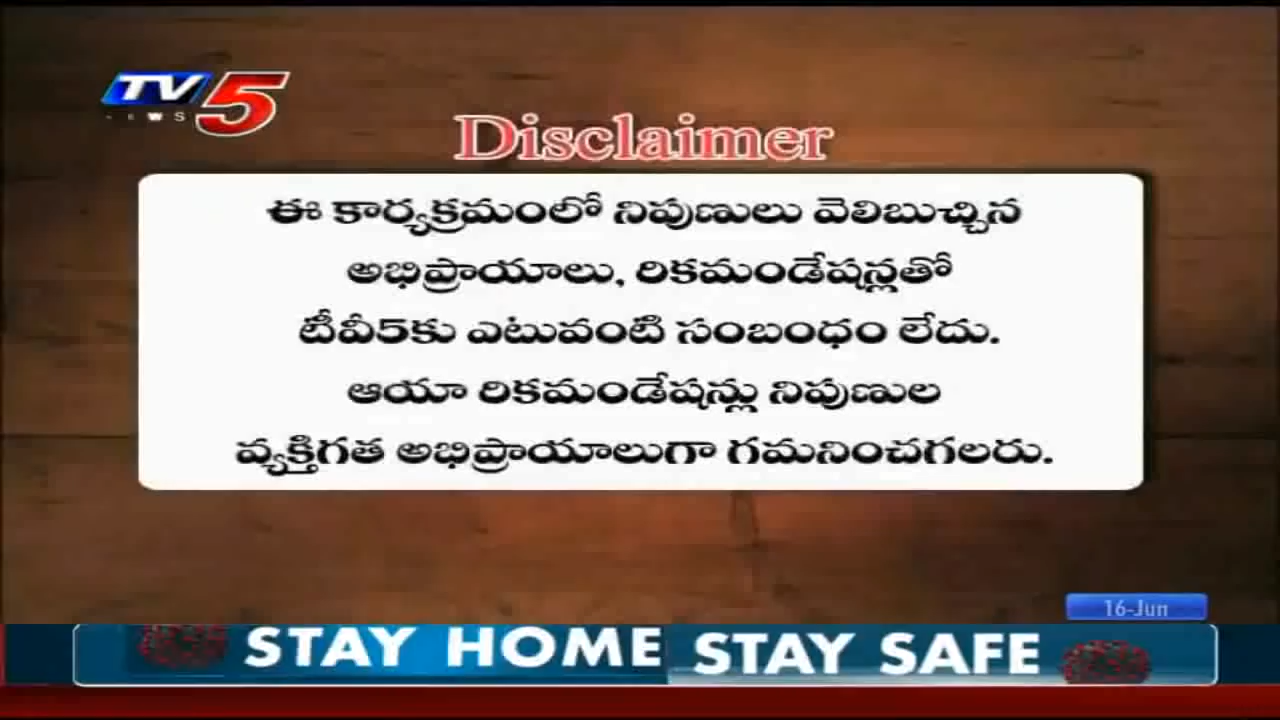 TV5
NEWS
Disclaimer
ఈ కార్యక్రమంలో నిపుణులు వెలిబుచ్చిన
అభిప్రాయాలు, రికమండేషన్లతో
టీవీ5కు ఎటువంటి సంబంధం లేదు.
ఆయా రికమండేషన్లు నిపుణుల
వ్యక్తిగత అభిప్రాయాలుగా గమనించగలరు.
16-Jun
STAY HOME STAY SAFE